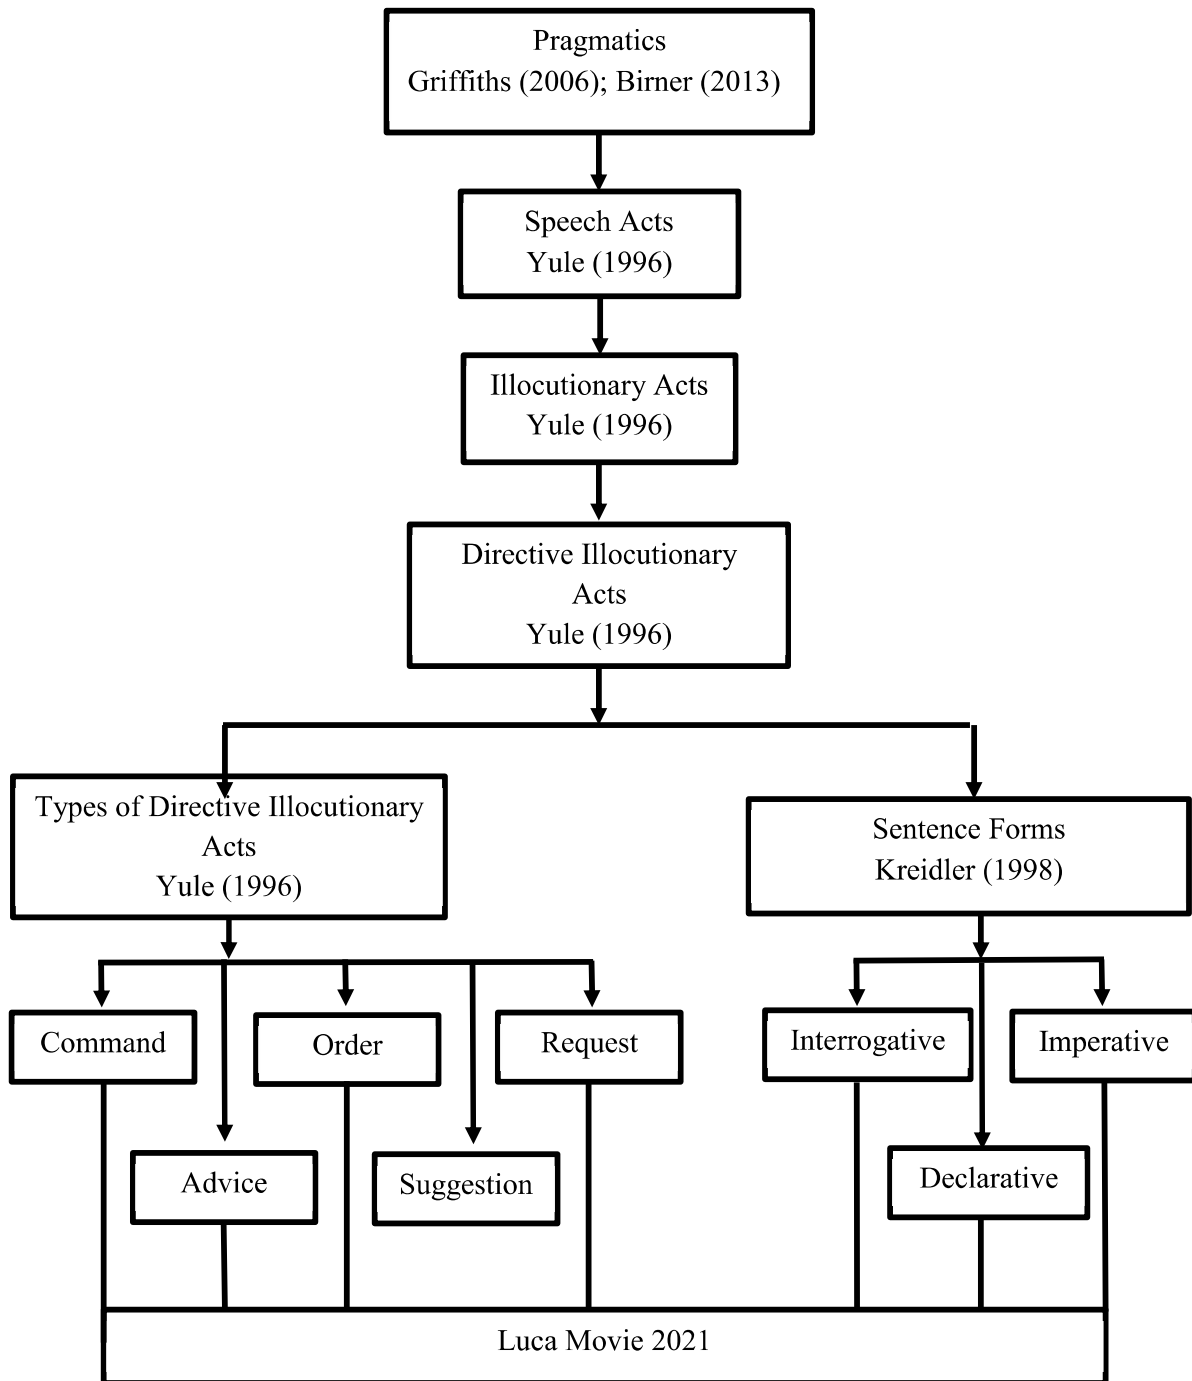 Pragmatics
Griffiths (2006); Birner (2013)
Speech Acts
Yule (1996)
Illocutionary Acts
Yule (1996)
Directive Illocutionary
Acts
Yule (1996)
Types of Directive Illocutionary
Acts
Yule (1996)
Sentence Forms
Kreidler (1998)
Command
Order
Request
Interrogative
Imperative
Advice
Suggestion
Declarative
Luca Movie 2021